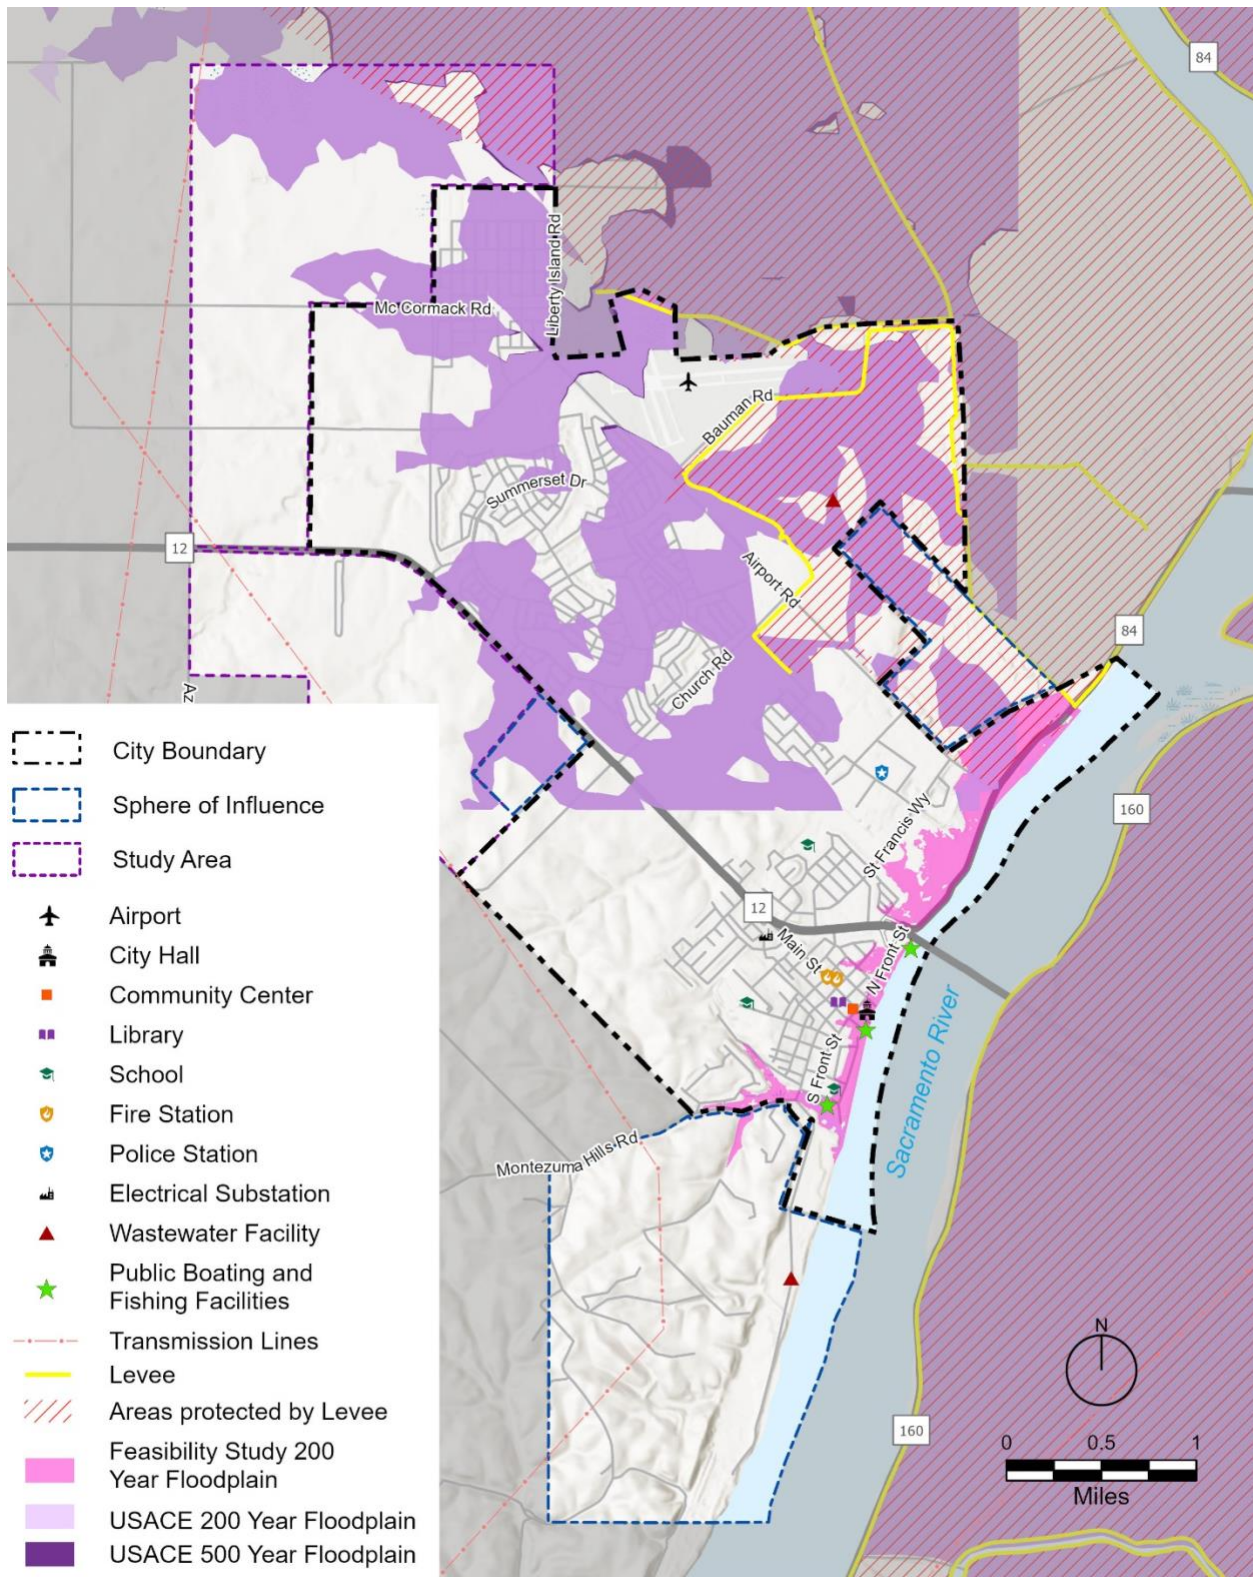 84
Liberty Island Rd
Mc Cormack Rd
Bauman Rd
Summerset Dr
12
Airport Rd
84
Church Rd
Az
160
St Francis Wy
12
Main St
N Front St
S Front St
Sacramento River
Montezuma Hills Rd
160
City Boundary
Sphere of Influence
Study Area
Airport
City Hall
Community Center
Library
School
Fire Station
Police Station
Electrical Substation
Wastewater Facility
Public Boating and
Fishing Facilities
Transmission Lines
Levee
Areas protected by Levee
Feasibility Study 200
Year Floodplain
USACE 200 Year Floodplain
USACE 500 Year Floodplain
N
0 0.5 1
Miles